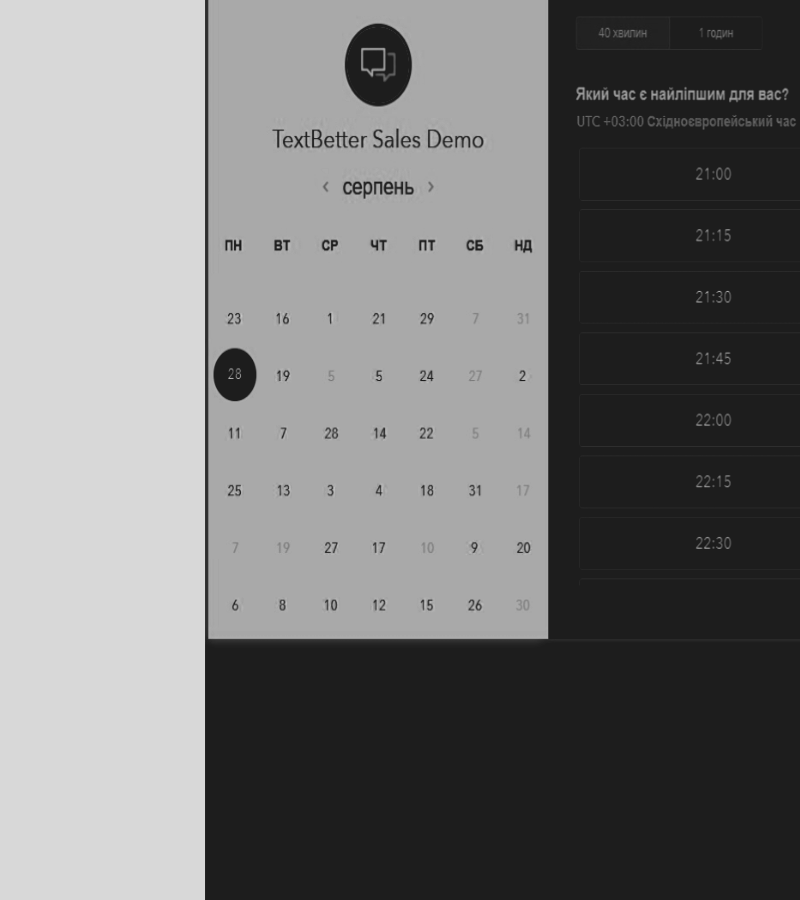 TextBetter Sales Demo
‹ серпень ›
ПН ВТ СР ЧТ ПТ СБ НД
23 16 1 21 29 7 31
28 19 5 5 24 27 2
11 7 28 14 22 5 14
25 13 3 4 18 31 17
7 19 27 17 10 9 20
6 8 10 12 15 26 30
40 хвилин 1 годин
Який час є найліпшим для вас?
UTC +03:00 Східноєвропейський час
21:00
21:15
21:30
21:45
22:00
22:15
22:30